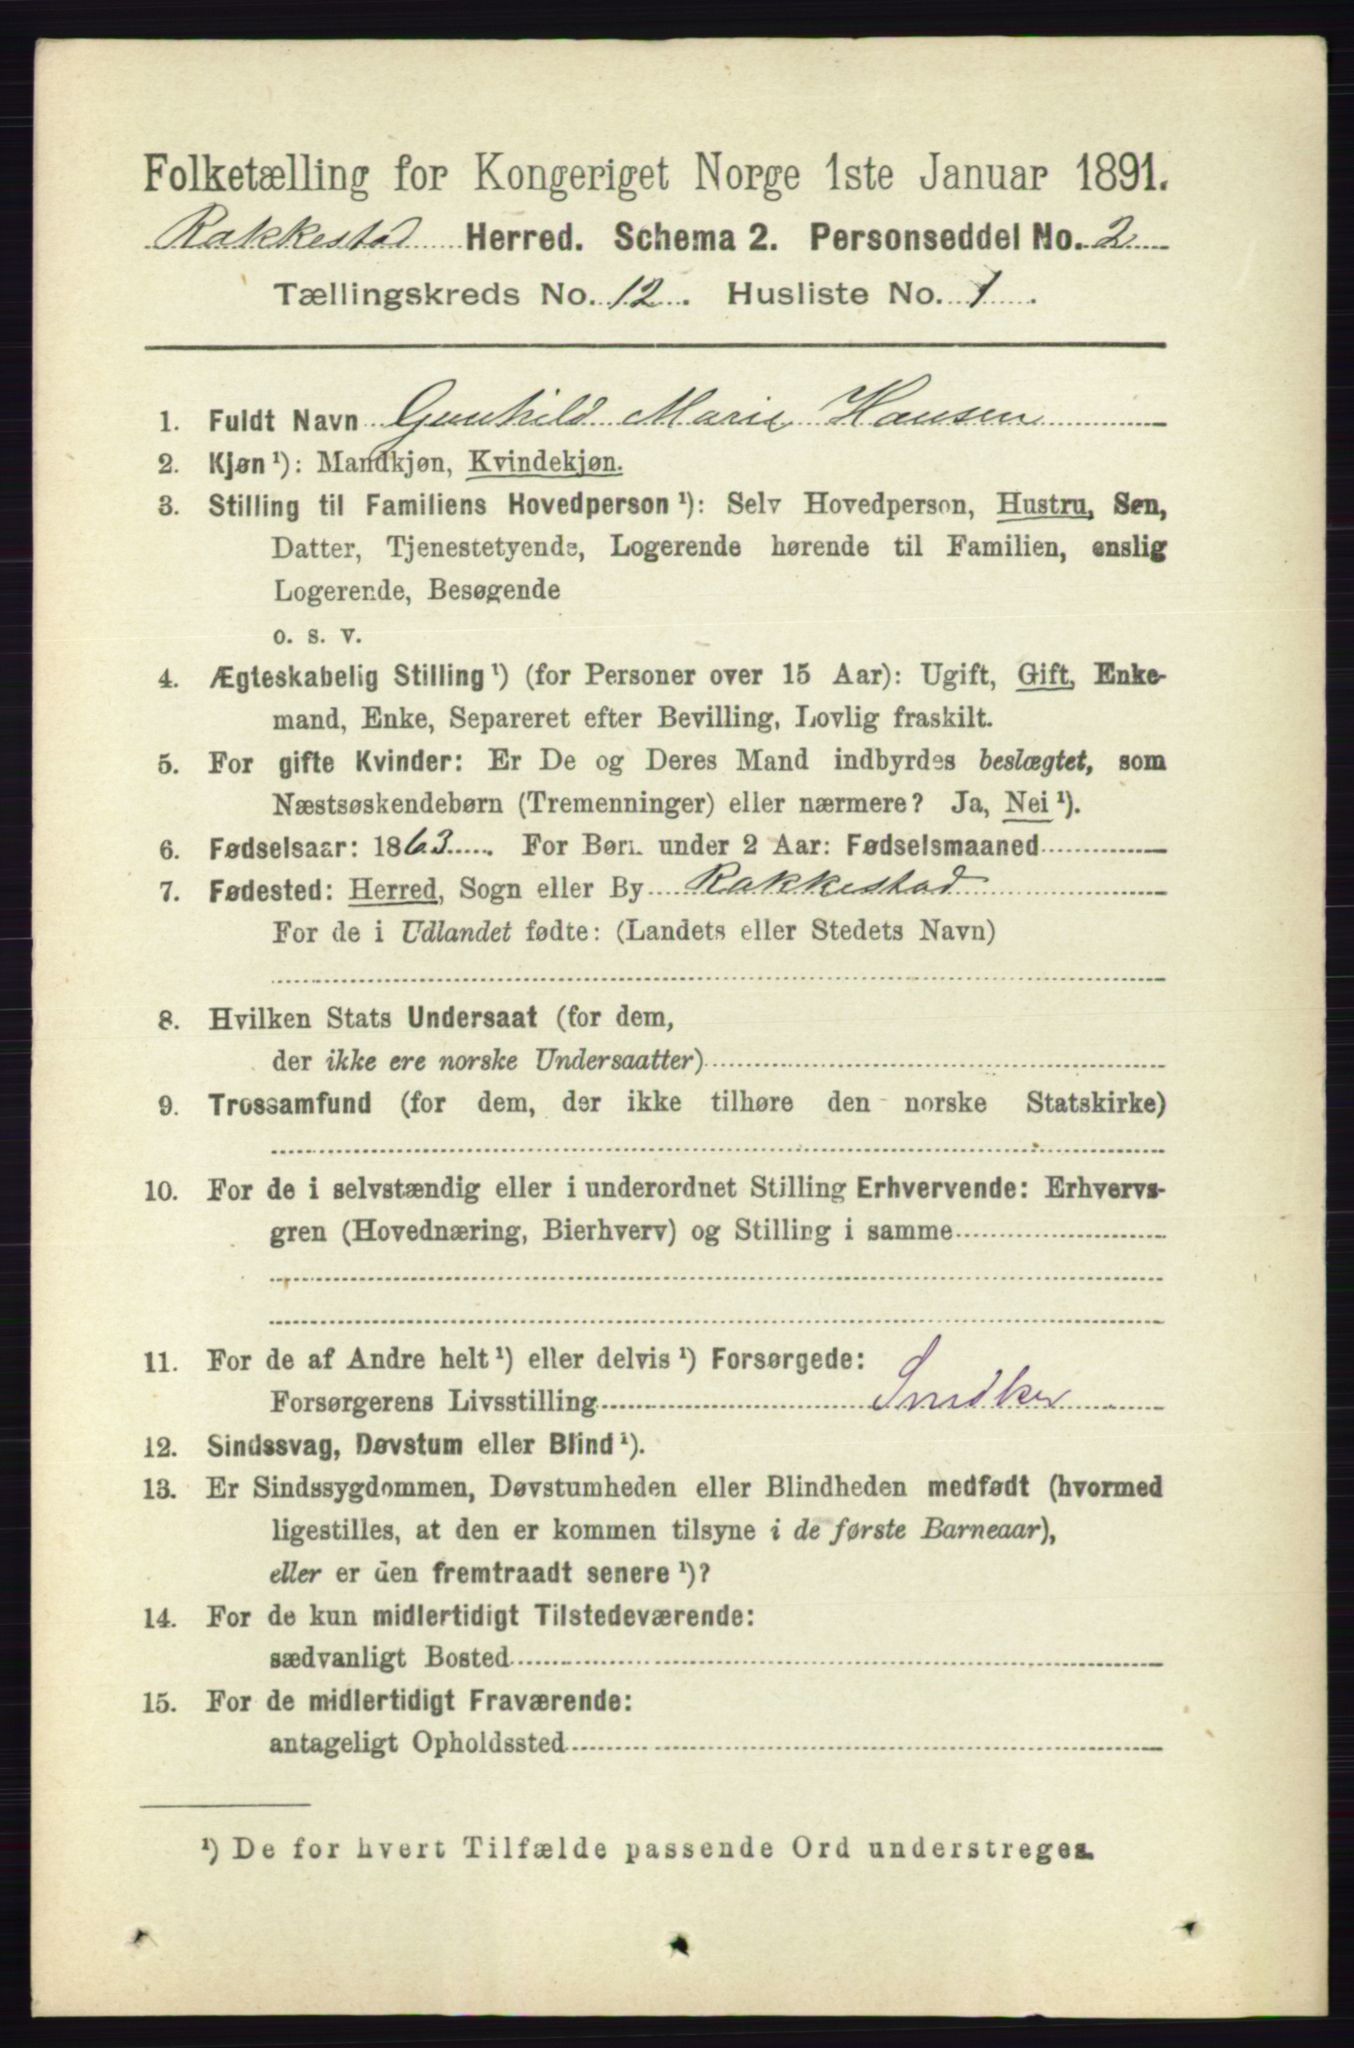 Folketælling for Kongeriget Norge 1ste Januar 1891.
Rakkestad Herred. Schema 2. Personseddel No. 2
Tællingskreds No. 12. Husliste No. 1.
1. Fuldt Navn Gunhild Marie Hansen
2. Kjøn ¹): Mandkjøn, Kvindekjøn.
3. Stilling til Familiens Hovedperson ¹): Selv Hovedperson, Hustru, Søn,
Datter, Tjenestetyende, Logerende hørende til Familien, enslig
Logerende, Besøgende
o. s. v.
4. Ægteskabelig Stilling ¹) (for Personer over 15 Aar): Ugift, Gift, Enke-
mand, Enke, Separeret efter Bevilling, Lovlig fraskilt.
5. For gifte Kvinder: Er De og Deres Mand indbyrdes beslægtet, som
Næstsøskendebørn (Tremenninger) eller nærmere? Ja, Nei ¹).
6. Fødselsaar: 1863. For Børn under 2 Aar: Fødselsmaaned
7. Fødested: Herred, Sogn eller By Rakkestad
For de i Udlandet fødte: (Landets eller Stedets Navn)
8. Hvilken Stats Undersaat (for dem,
der ikke ere norske Undersaatter)
9. Trossamfund (for dem, der ikke tilhøre den norske Statskirke)
10. For de i selvstændig eller i underordnet Stilling Erhvervende: Erhvervs-
gren (Hovednæring, Bierhverv) og Stilling i samme
11. For de af Andre helt ¹) eller delvis ¹) Forsørgede:
Forsørgerens Livsstilling Snedker
12. Sindssvag, Døvstum eller Blind ¹).
13. Er Sindssygdommen, Døvstumheden eller Blindheden medfødt (hvormed
ligestilles, at den er kommen tilsyne i de første Barneaar),
eller er den fremtraadt senere ¹)?
14. For de kun midlertidigt Tilstedeværende:
sædvanligt Bosted
15. For de midlertidigt Fraværende:
antageligt Opholdssted
¹) De for hvert Tilfælde passende Ord understreges.